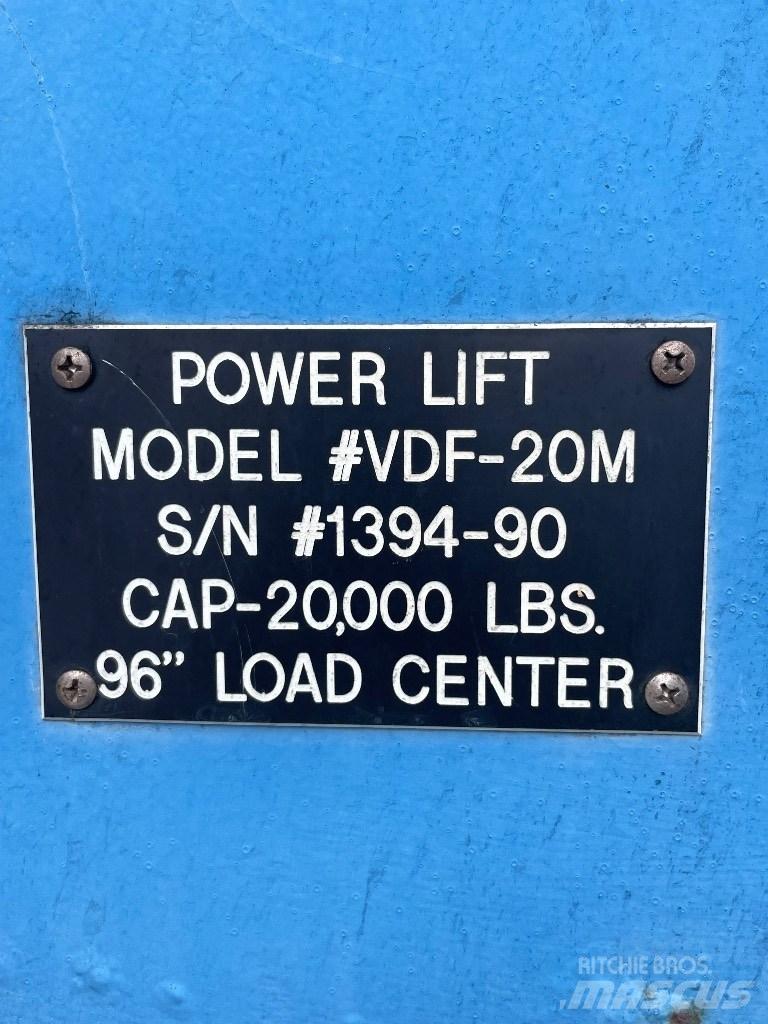 POWER LIFT
MODEL #VDF-20M
S/N #1394-90
CAP-20,000 LBS.
96" LOAD CENTER
RITCHIE BROS.
MASCUS